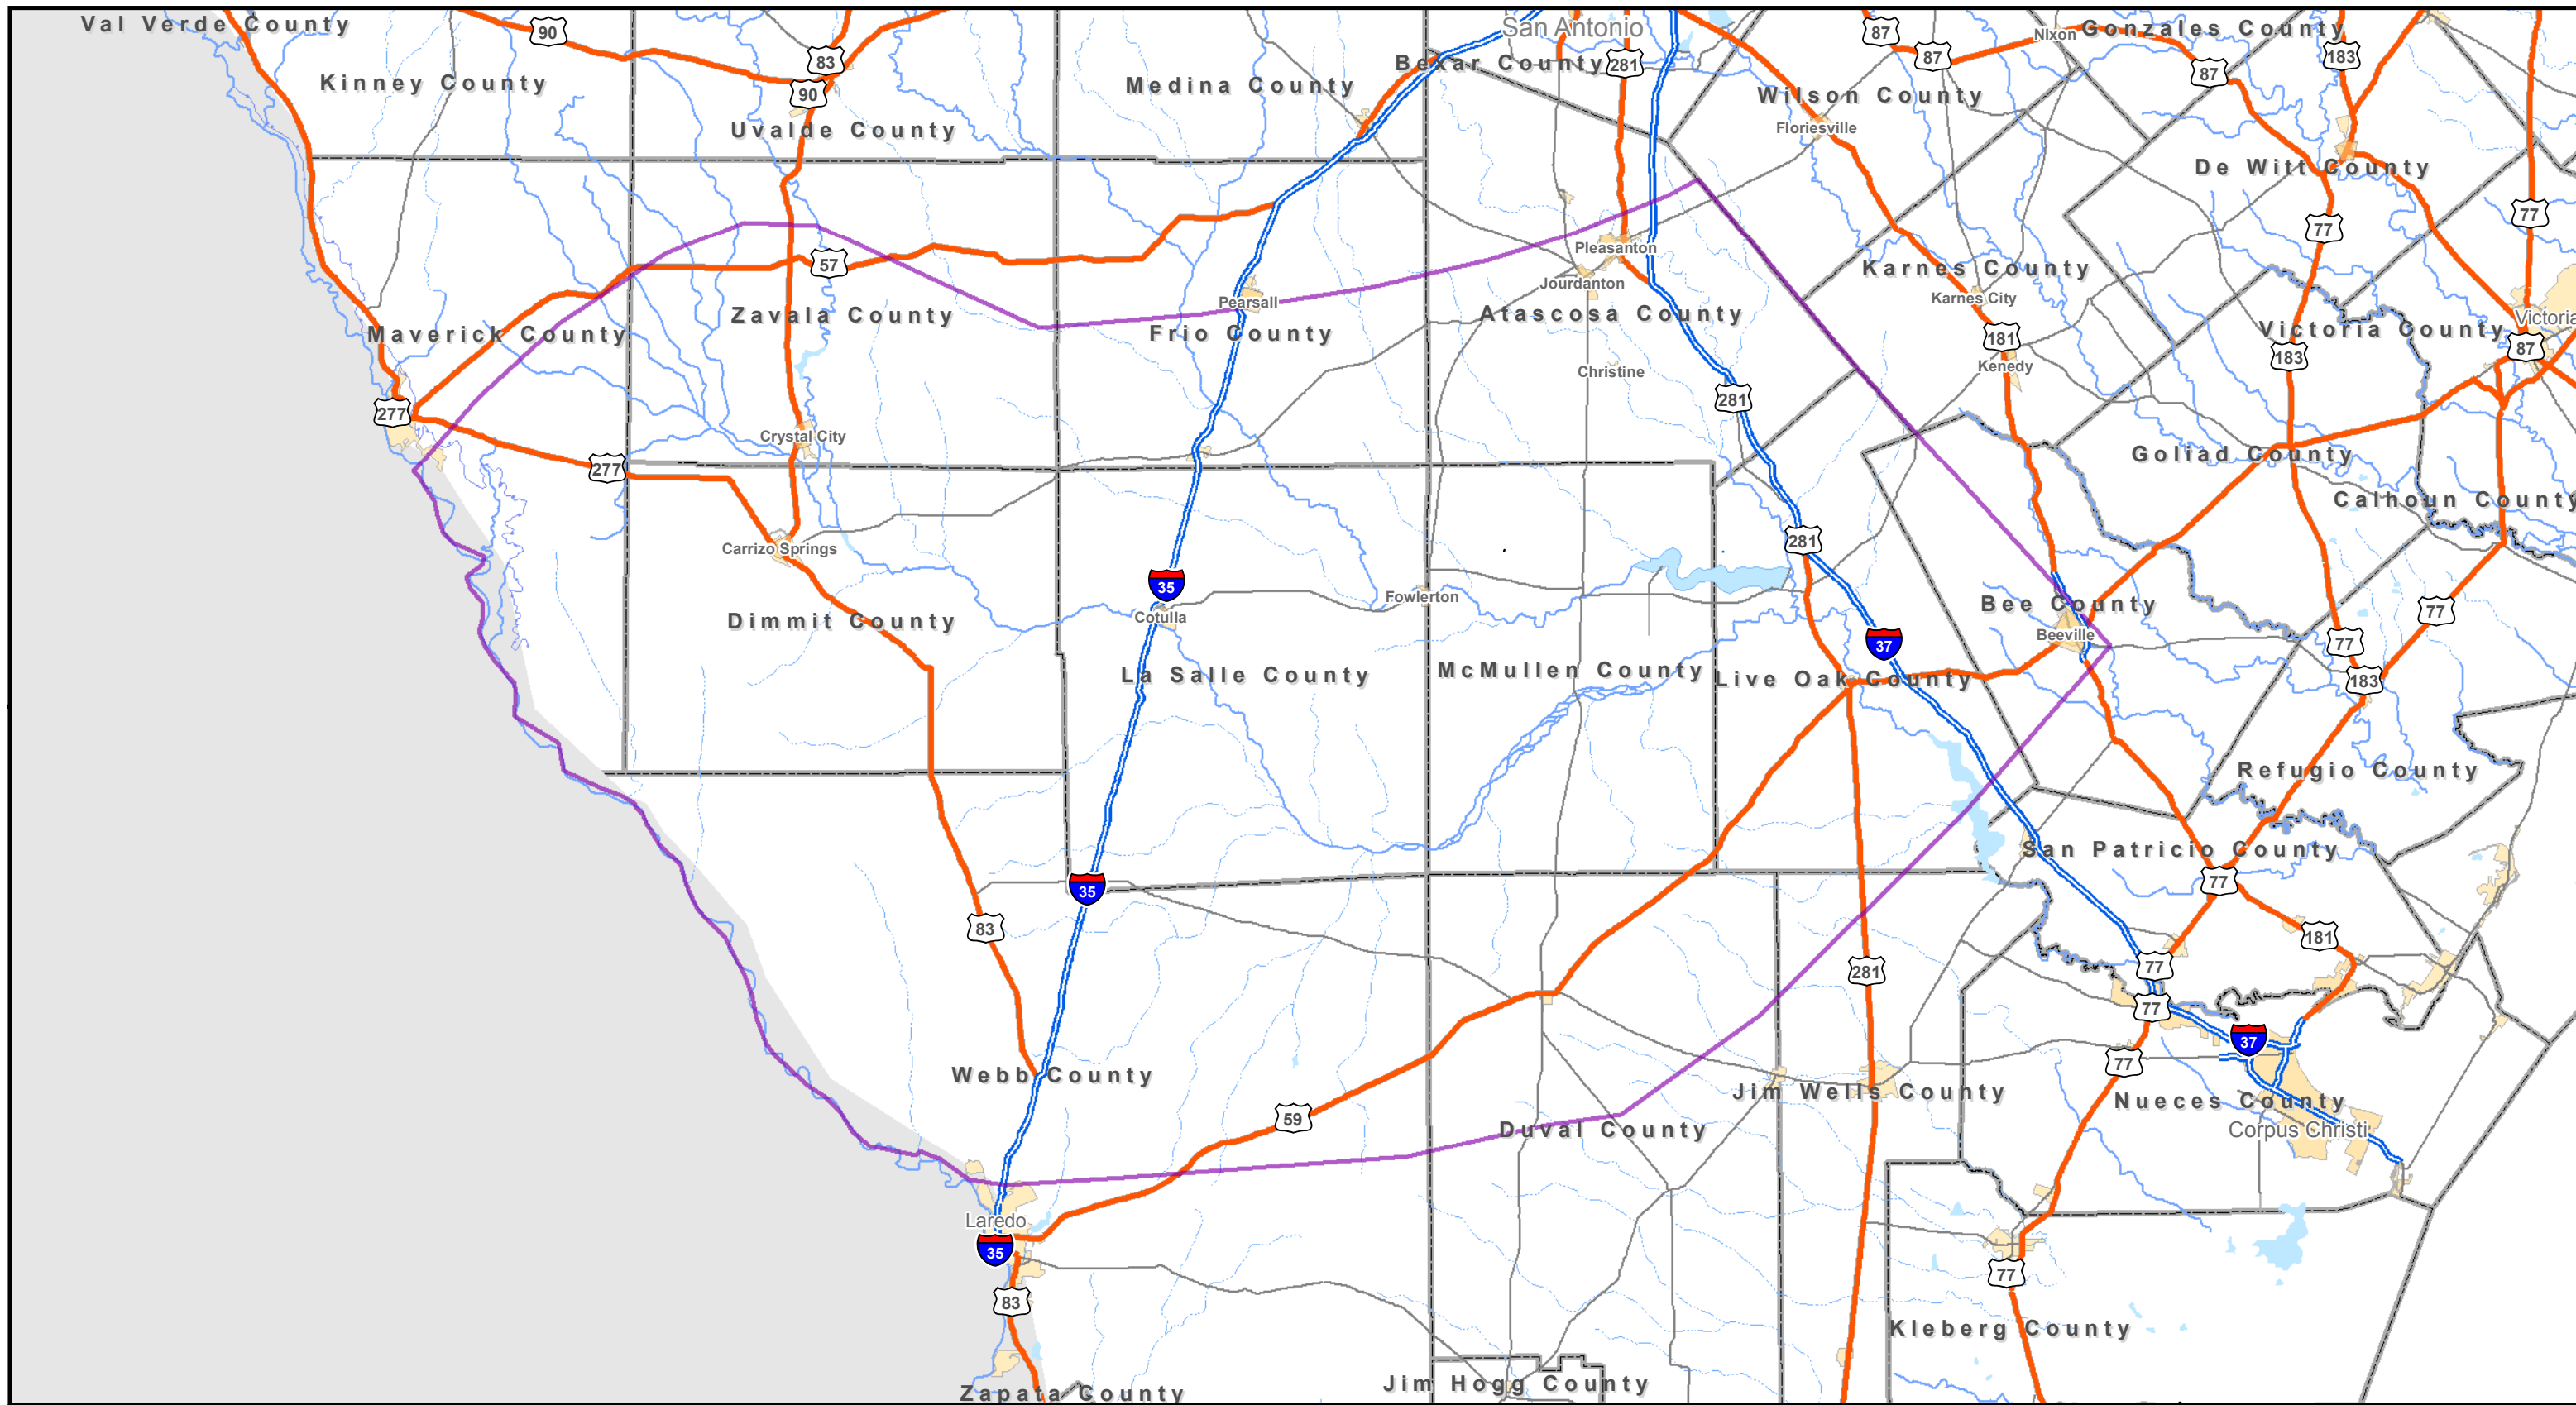 Val Verde County
90
San Antonio
87
Nixon
Gonzales County
83
281
Bexar County
87
183
87
Kinney County
Medina County
90
Wilson County
Uvalde County
Floriesville
De Witt County
77
77
Pleasanton
57
Karnes County
Jourdanton
Karnes City
Pearsall
Zavala County
Atascosa County
Victoria
Maverick County
Frio County
Victoria County
181
87
183
Kenedy
Christine
281
277
Crystal City
Goliad County
277
Calhoun County
281
Carrizo Springs
35
Fowlerton
Bee County
77
Cotulla
Dimmit County
Beeville
77
37
La Salle County
McMullen County
Live Oak County
183
Refugio County
San Patricio County
77
35
83
181
77
281
77
37
Webb County
77
Jim Wells County
Nueces County
59
Duval County
Corpus Christi
Laredo
35
77
83
Kleberg County
Jim Hogg County
Zapata County